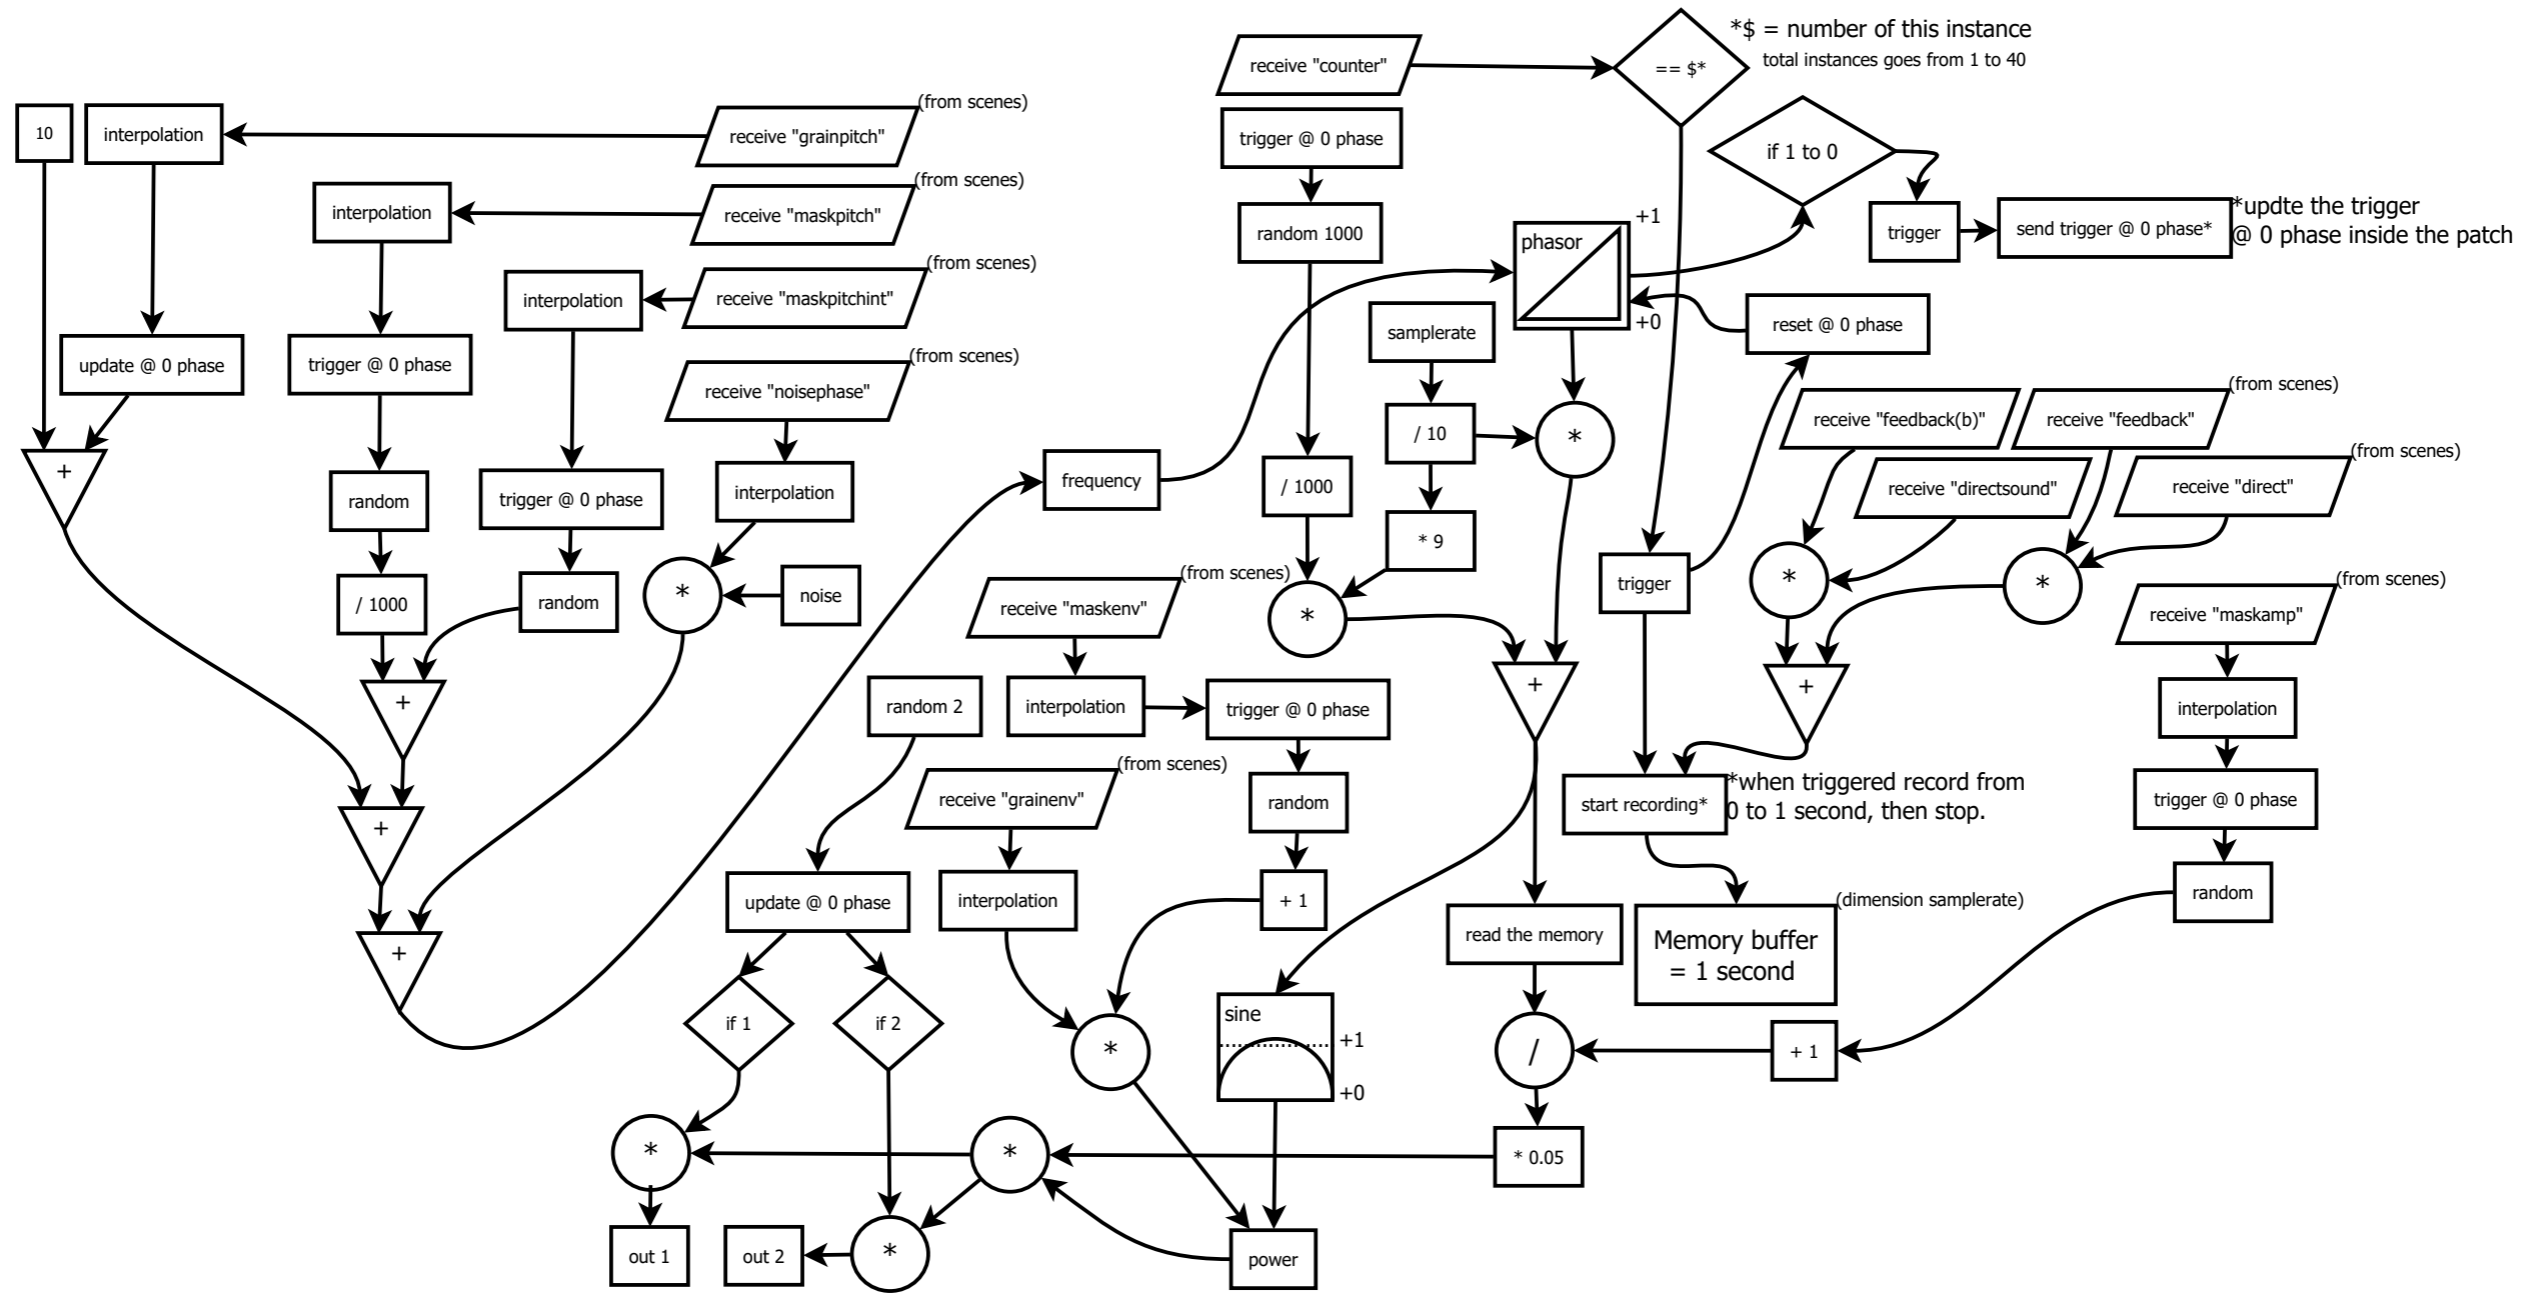 *$ = number of this instance
total instances goes from 1 to 40
receive "counter"
== $*
(from scenes)
10
interpolation
receive "grainpitch"
trigger @ 0 phase
if 1 to 0
(from scenes)
interpolation
receive "maskpitch"
random 1000
phasor
+1
trigger
send trigger @ 0 phase*
*updte the trigger
@ 0 phase inside the patch
(from scenes)
interpolation
receive "maskpitchint"
samplerate
+0
reset @ 0 phase
update @ 0 phase
trigger @ 0 phase
(from scenes)
receive "noisephase"
(from scenes)
receive "feedback(b)"
receive "feedback"
/ 10
*
(from scenes)
+
random
trigger @ 0 phase
interpolation
frequency
/ 1000
receive "directsound"
receive "direct"
* 9
/ 1000
random
*
noise
(from scenes)
receive "maskenv"
*
trigger
*
*
(from scenes)
receive "maskamp"
+
random 2
interpolation
trigger @ 0 phase
+
+
interpolation
(from scenes)
receive "grainenv"
random
start recording*
*when triggered record from
0 to 1 second, then stop.
trigger @ 0 phase
+
update @ 0 phase
interpolation
+ 1
read the memory
(dimension samplerate)
Memory buffer
= 1 second
random
+
if 1
if 2
*
sine
+1
+0
/
+ 1
*
*
* 0.05
out 1
out 2
*
power